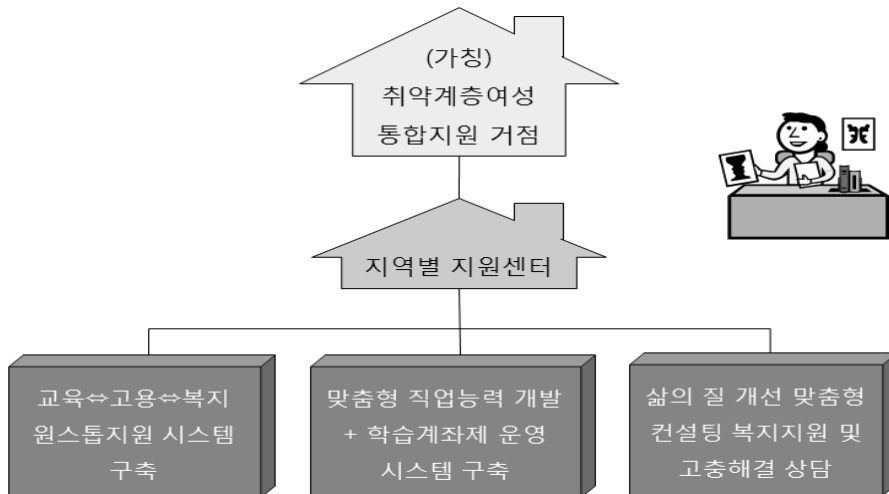 (가칭)
취약계층여성
통합지원 거점
지역별 지원센터
교육⇔고용⇔복지
원스톱지원 시스템
구축
맞춤형 직업능력 개발
+ 학습계좌제 운영
시스템 구축
삶의 질 개선 맞춤형
컨설팅 복지지원 및
고충해결 상담